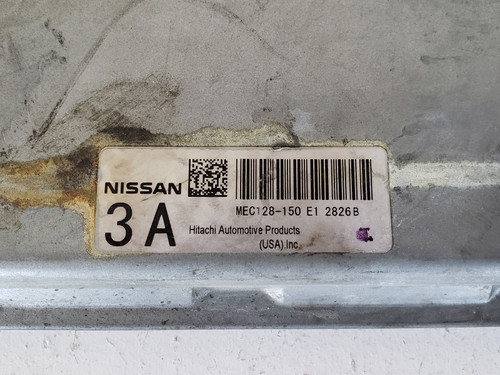 NISSAN
3A
MEC128-150 E1 2826B
Hitachi Automotive Products
(USA).Inc.